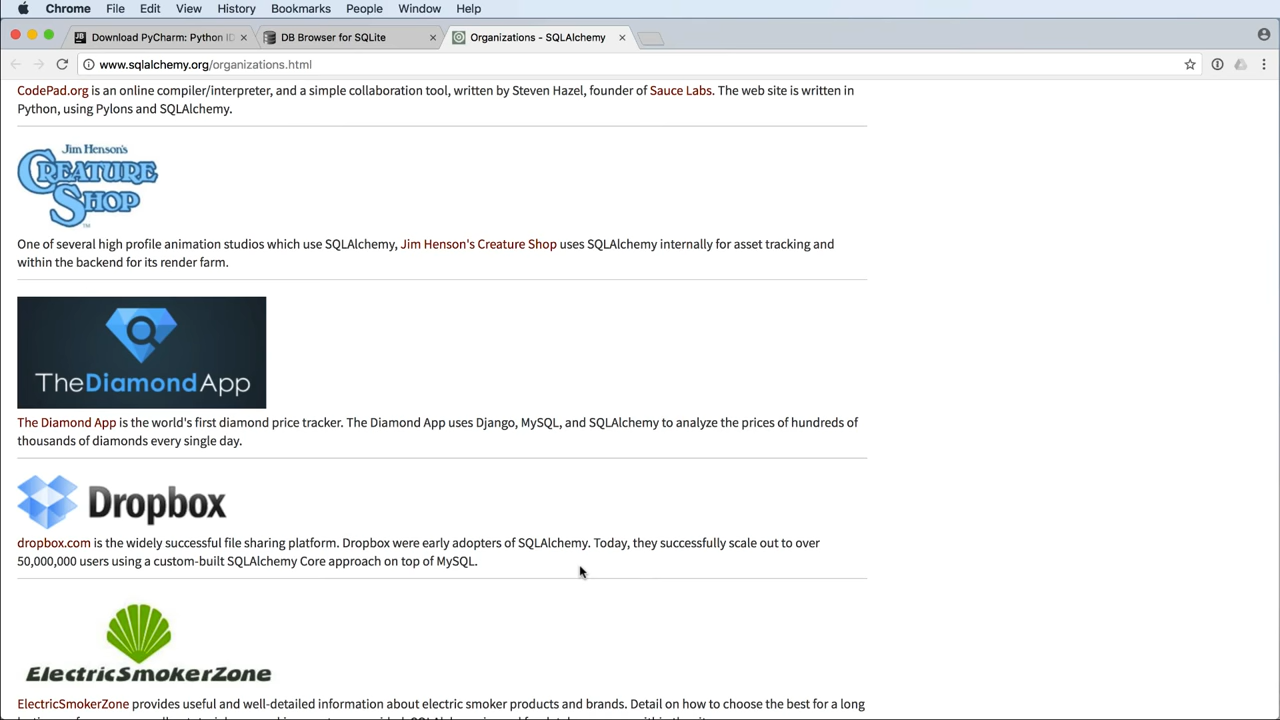 Chrome File Edit View History Bookmarks People Window Help
Download PyCharm: Python ID
DB Browser for SQLite
Organizations - SQLAlchemy
www.sqlalchemy.org/organizations.html
CodePad.org is an online compiler/interpreter, and a simple collaboration tool, written by Steven Hazel, founder of Sauce Labs. The web site is written in
Python, using Pylons and SQLAlchemy.
Jim Henson's
CREATURE
SHOP
TM
One of several high profile animation studios which use SQLAlchemy, Jim Henson's Creature Shop uses SQLAlchemy internally for asset tracking and
within the backend for its render farm.
TheDiamondApp
The Diamond App is the world's first diamond price tracker. The Diamond App uses Django, MySQL, and SQLAlchemy to analyze the prices of hundreds of
thousands of diamonds every single day.
Dropbox
dropbox.com is the widely successful file sharing platform. Dropbox were early adopters of SQLAlchemy. Today, they successfully scale out to over
50,000,000 users using a custom-built SQLAlchemy Core approach on top of MySQL.
ElectricSmokerZone
ElectricSmokerZone provides useful and well-detailed information about electric smoker products and brands. Detail on how to choose the best for a long